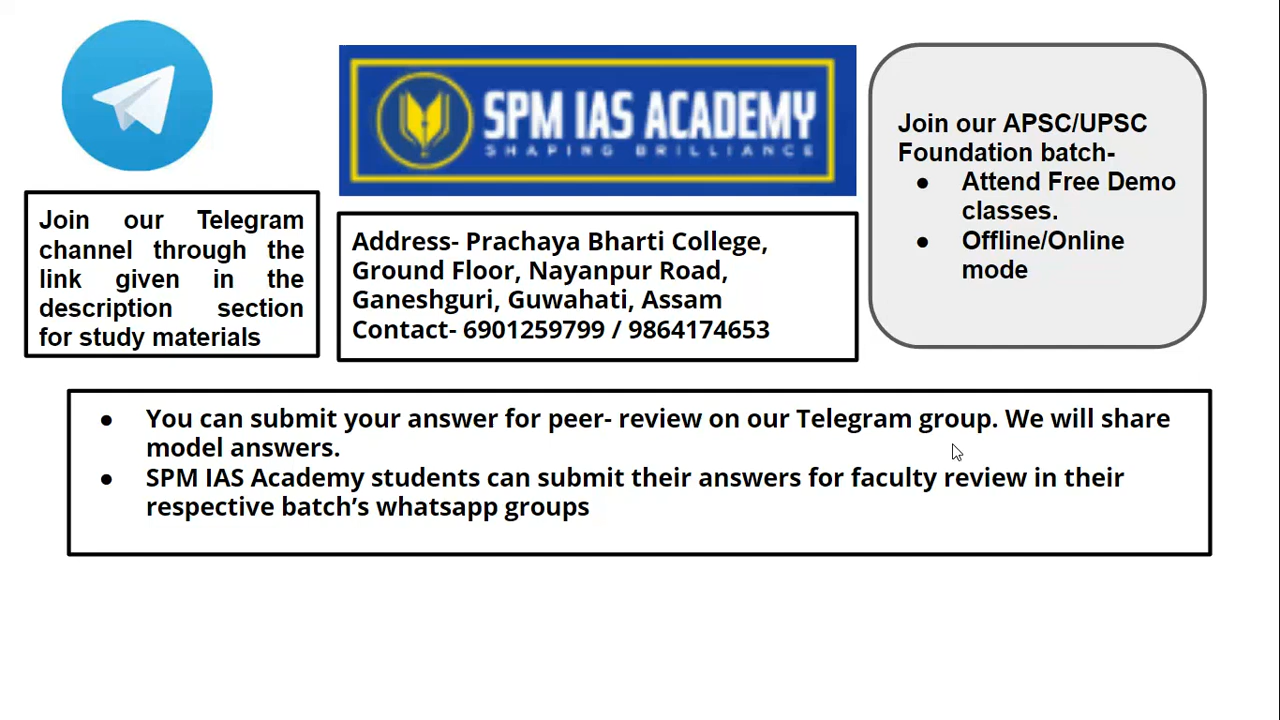 SPM IAS ACADEMY
SHAPING BRILLIANCE
Join our Telegram
channel through the
link given in the
description section
for study materials
Address- Prachaya Bharti College,
Ground Floor, Nayanpur Road,
Ganeshguri, Guwahati, Assam
Contact- 6901259799 / 9864174653
Join our APSC/UPSC
Foundation batch-
● Attend Free Demo
classes.
● Offline/Online
mode
● You can submit your answer for peer- review on our Telegram group. We will share
model answers.
● SPM IAS Academy students can submit their answers for faculty review in their
respective batch’s whatsapp groups